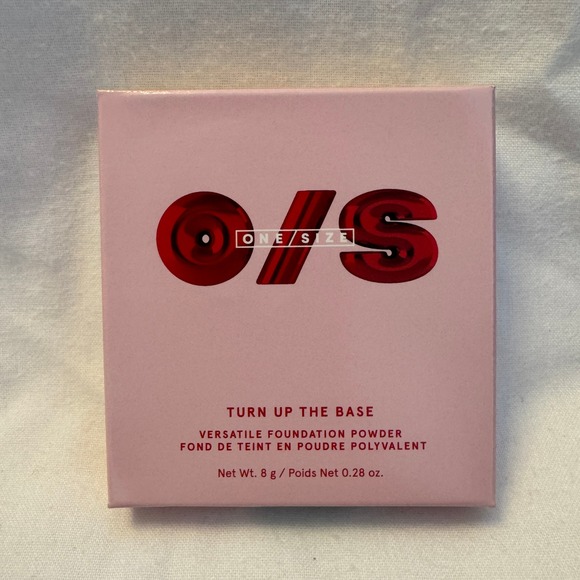 O/S
ONE/SIZE
TURN UP THE BASE
VERSATILE FOUNDATION POWDER
FOND DE TEINT EN POUDRE POLYVALENT
Net Wt. 8 g / Poids Net 0.28 oz.